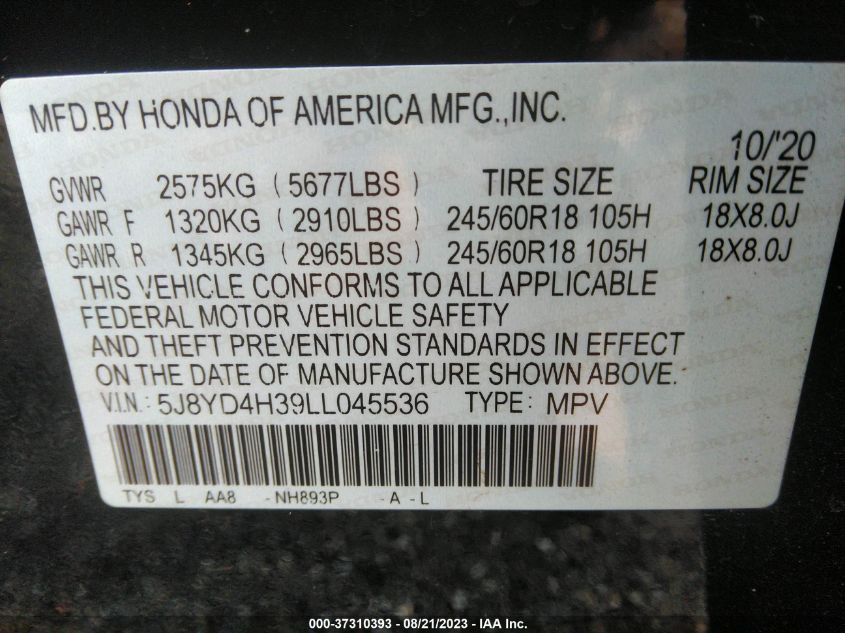 MFD.BY HONDA OF AMERICA MFG.,INC.
10/'20
GVWR 2575KG (5677LBS) TIRE SIZE RIM SIZE
GAWR F 1320KG (2910LBS) 245/60R18 105H 18X8.0J
GAWR R 1345KG (2965LBS) 245/60R18 105H 18X8.0J
THIS VEHICLE CONFORMS TO ALL APPLICABLE
FEDERAL MOTOR VEHICLE SAFETY
AND THEFT PREVENTION STANDARDS IN EFFECT
ON THE DATE OF MANUFACTURE SHOWN ABOVE.
V.I.N.: 5J8YD4H39LL045536 TYPE: MPV
TYS L AA8 -NH893P -A -L
000-37310393 - 08/21/2023 - IAA Inc.